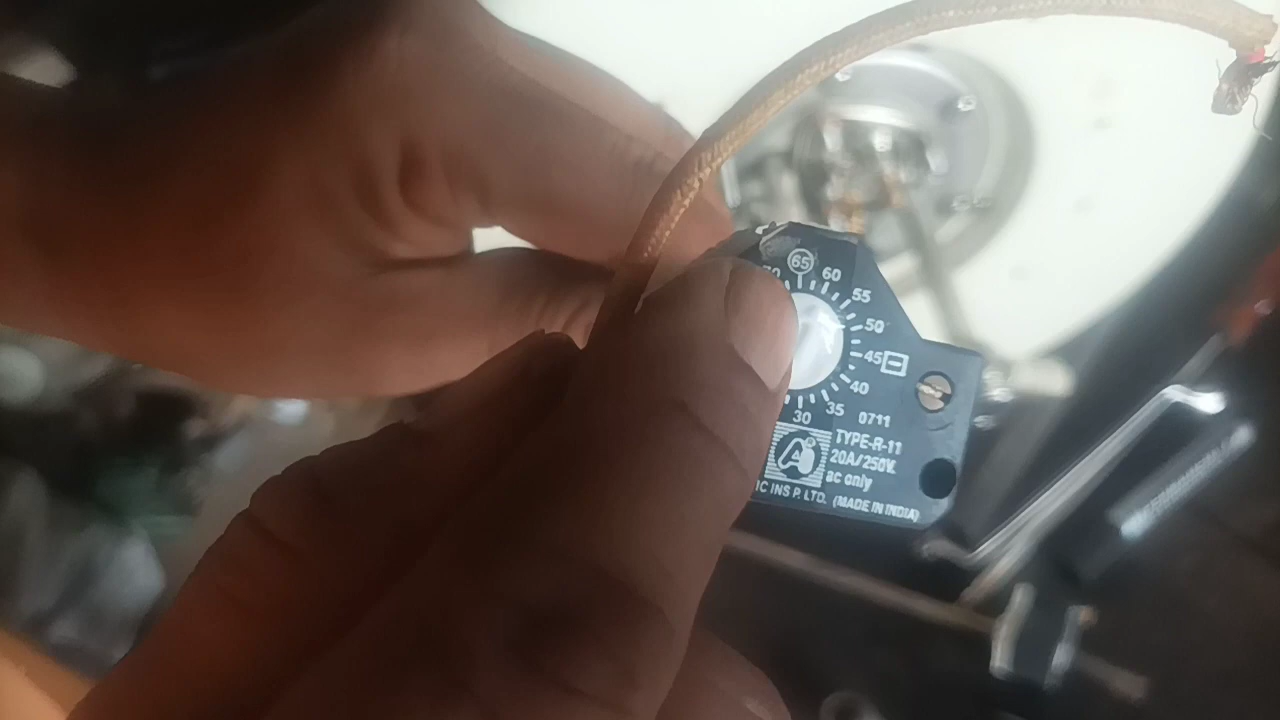 65
60
55
50
45
40
35
30
0711
TYPE-R-11
20A/250V.
ac only
INS P. LTD. (MADE IN INDIA)